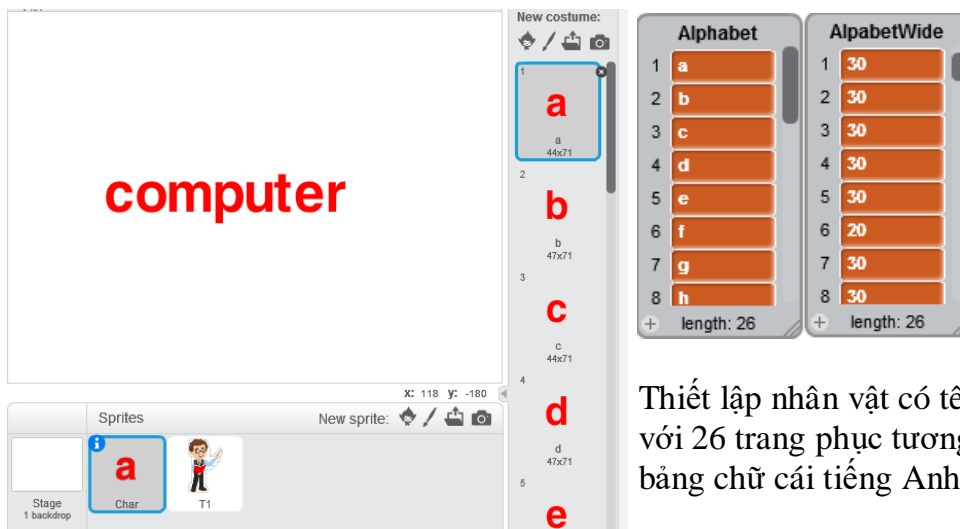 computer
X: 118 y: -180
Sprites
New sprite:
Stage
1 backdrop
a
Char
T1
New costume:
1
a
a
44x71
2
b
b
47x71
3
c
c
44x71
4
d
d
47x71
5
e
Alphabet
1 a
2 b
3 c
4 d
5 e
6 f
7 g
8 h
+ length: 26
AlpabetWide
1 30
2 30
3 30
4 30
5 30
6 20
7 30
8 30
+ length: 26
Thiết lập nhân vật có tê
với 26 trang phục tương
bảng chữ cái tiếng Anh